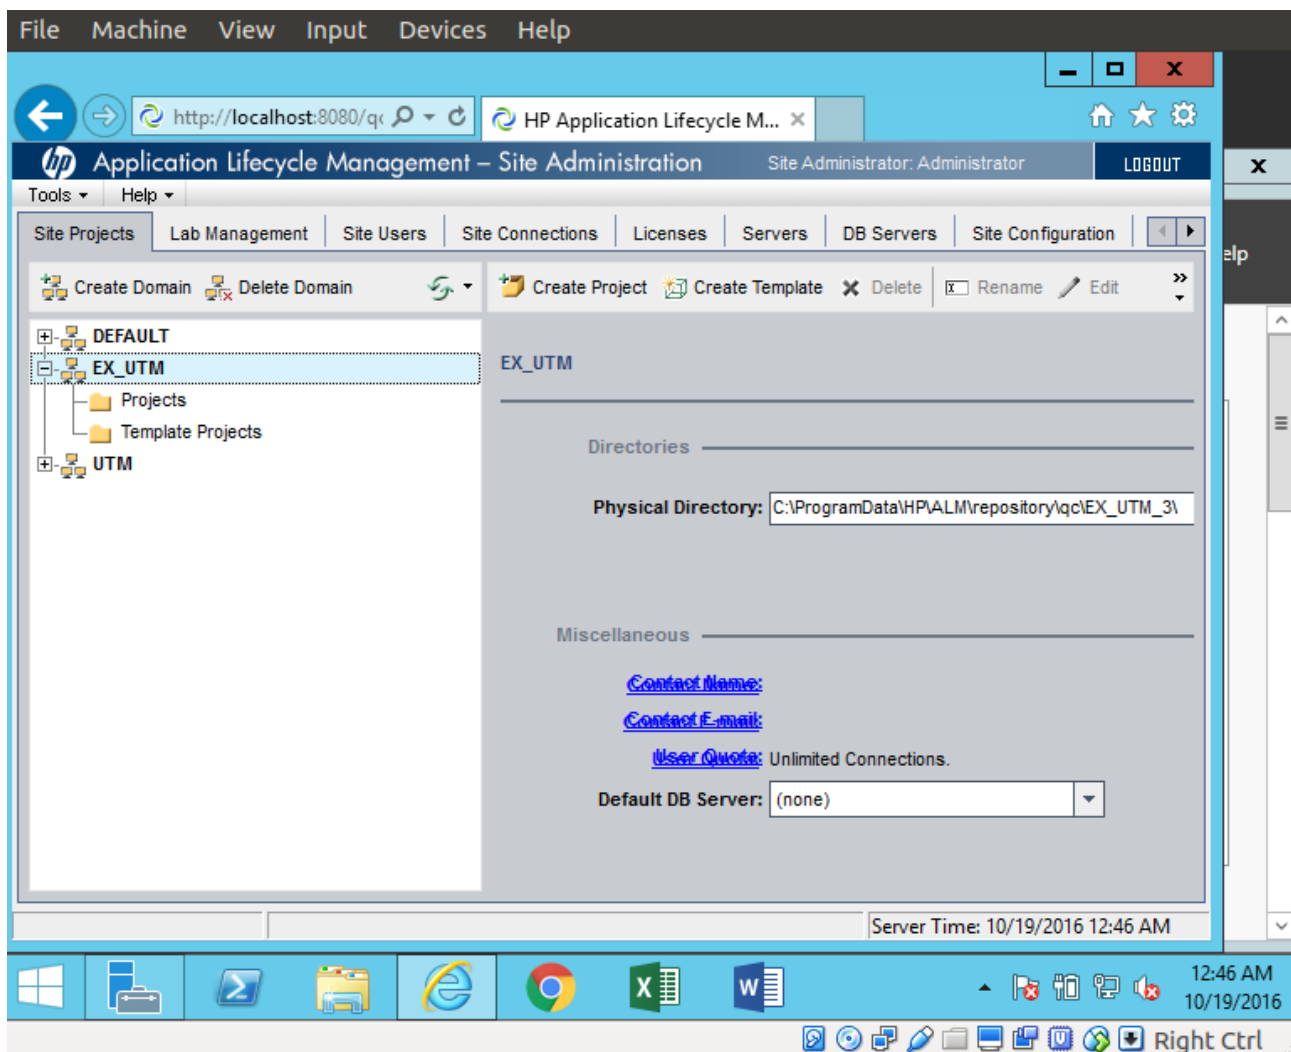 File Machine View Input Devices Help
http://localhost:8080/qc
HP Application Lifecycle M...
hp Application Lifecycle Management – Site Administration Site Administrator: Administrator LOGOUT
Tools Help
Site Projects Lab Management Site Users Site Connections Licenses Servers DB Servers Site Configuration
elp
Create Domain Delete Domain Create Project Create Template Delete Rename Edit
DEFAULT
EX_UTM
Projects
Template Projects
UTM
EX_UTM
Directories
Physical Directory: C:\ProgramData\HP\ALM\repository\qc\EX_UTM_3\
Miscellaneous
Contact Name:
Contact E-mail:
User Quota: Unlimited Connections.
Default DB Server: (none)
Server Time: 10/19/2016 12:46 AM
12:46 AM
10/19/2016
Right Ctrl